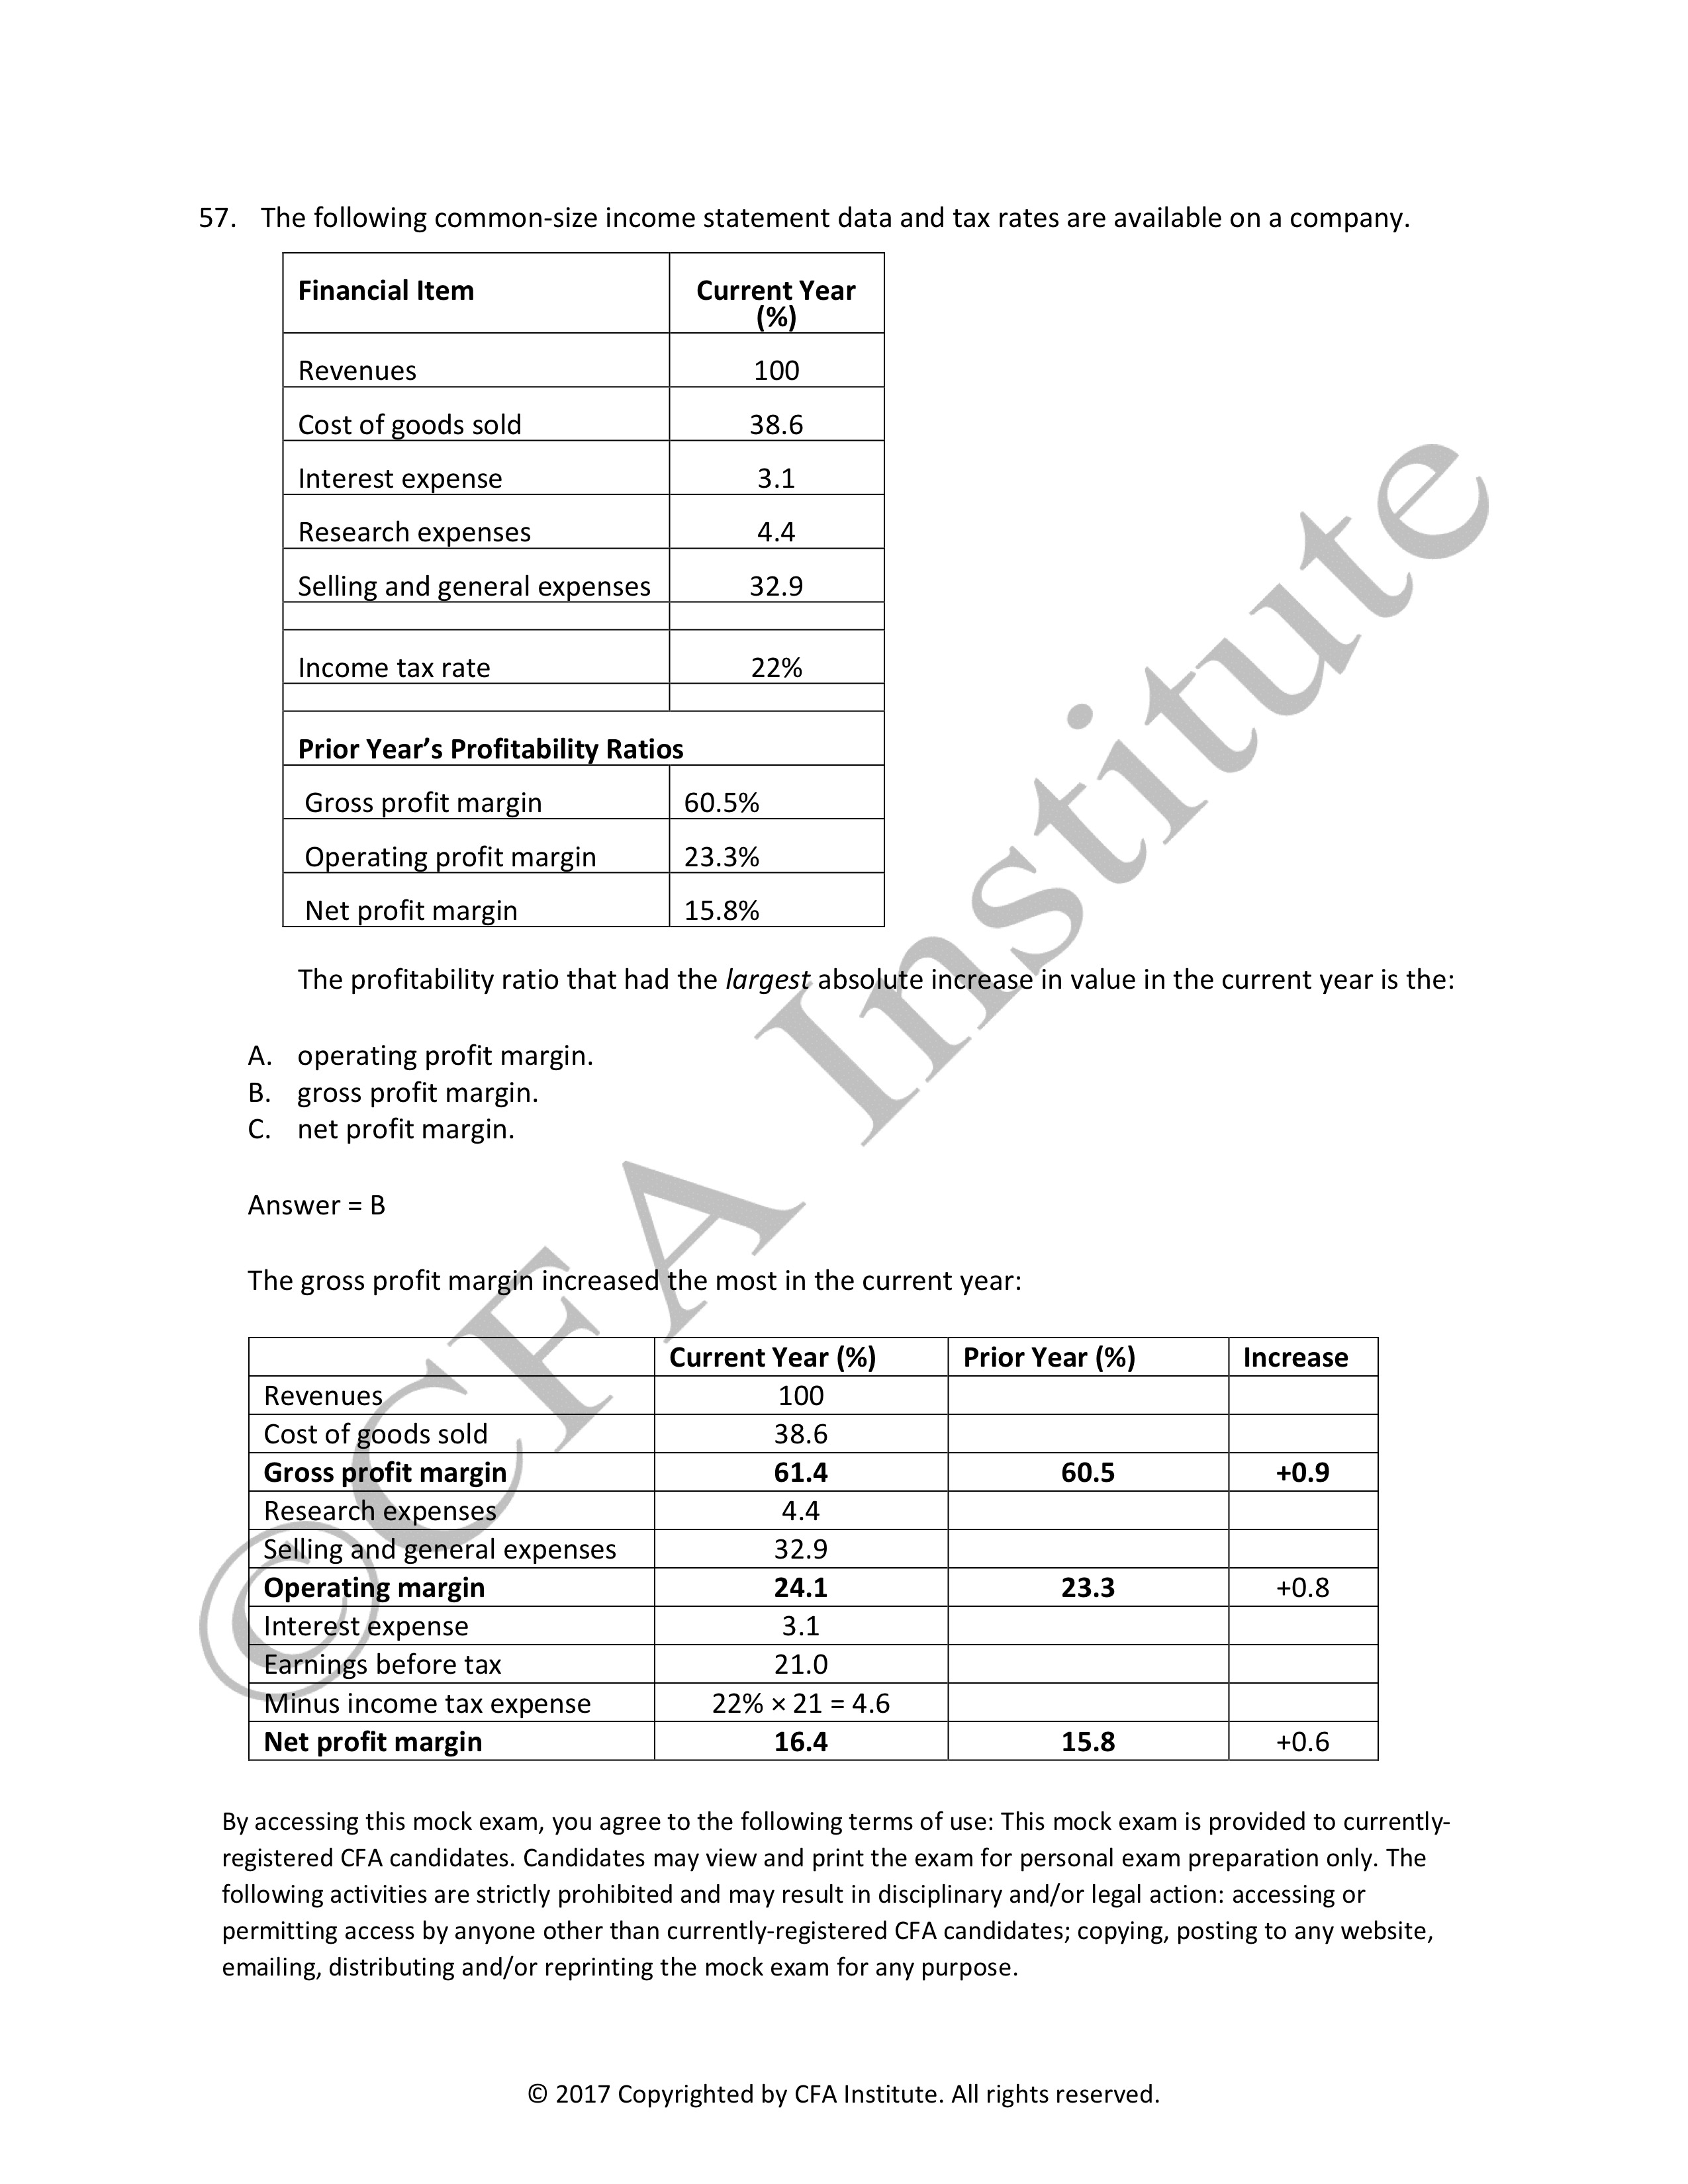 57. The following common-size income statement data and tax rates are available on a company.
Financial Item Current Year
(%)
Revenues 100
Cost of goods sold 38.6
Interest expense 3.1
Research expenses 4.4
Selling and general expenses 32.9
Income tax rate 22%
Prior Year’s Profitability Ratios
Gross profit margin 60.5%
Operating profit margin 23.3%
Net profit margin 15.8%
The profitability ratio that had the largest absolute increase in value in the current year is the:
A. operating profit margin.
B. gross profit margin.
C. net profit margin.
Answer = B
The gross profit margin increased the most in the current year:
Current Year (%) Prior Year (%) Increase
Revenues 100
Cost of goods sold 38.6
Gross profit margin 61.4 60.5 +0.9
Research expenses 4.4
Selling and general expenses 32.9
Operating margin 24.1 23.3 +0.8
Interest expense 3.1
Earnings before tax 21.0
Minus income tax expense 22% × 21 = 4.6
Net profit margin 16.4 15.8 +0.6
By accessing this mock exam, you agree to the following terms of use: This mock exam is provided to currently-
registered CFA candidates. Candidates may view and print the exam for personal exam preparation only. The
following activities are strictly prohibited and may result in disciplinary and/or legal action: accessing or
permitting access by anyone other than currently-registered CFA candidates; copying, posting to any website,
emailing, distributing and/or reprinting the mock exam for any purpose.
© 2017 Copyrighted by CFA Institute. All rights reserved.
©CFA Institute